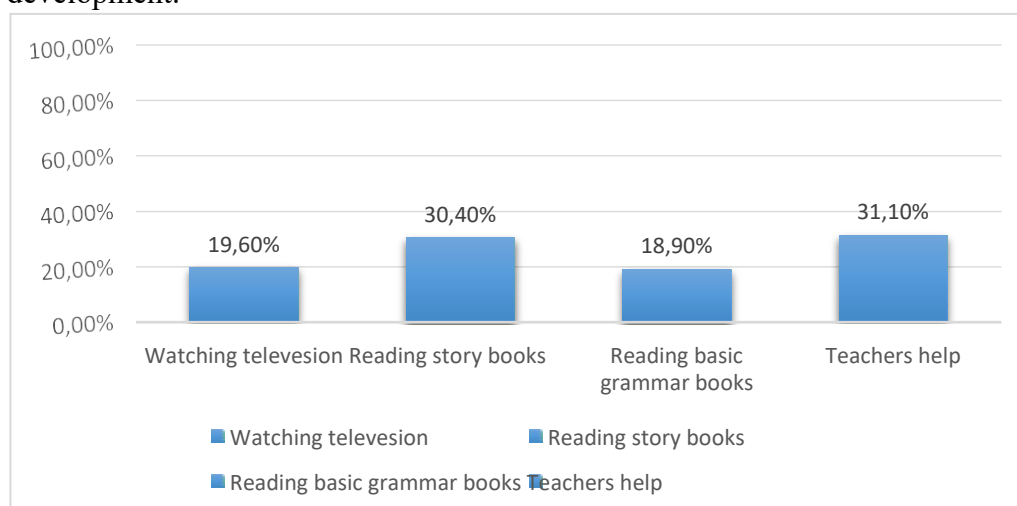 development.
100,00%
80,00%
60,00%
40,00%
20,00%
0,00%
19,60%
30,40%
18,90%
31,10%
Watching televesion Reading story books Reading basic Teachers help
grammar books
Watching televesion Reading story books
Reading basic grammar books Teachers help